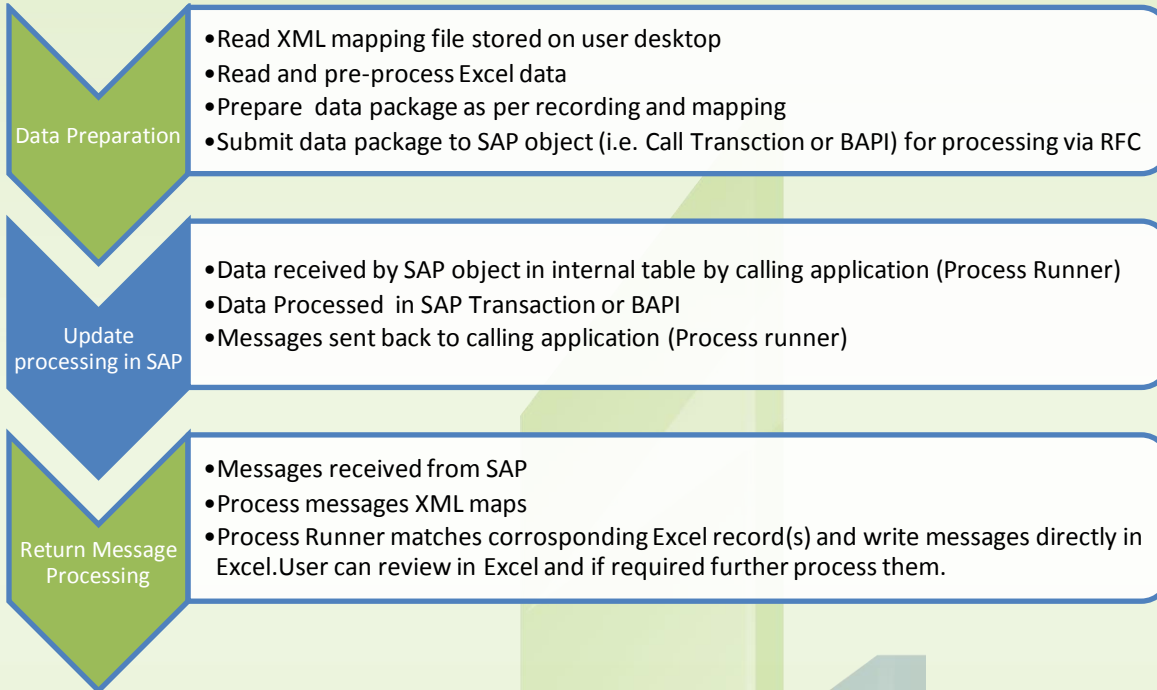 Data Preparation
•Read XML mapping file stored on user desktop
•Read and pre-process Excel data
•Prepare data package as per recording and mapping
•Submit data package to SAP object (i.e. Call Transction or BAPI) for processing via RFC
Update
processing in SAP
•Data received by SAP object in internal table by calling application (Process Runner)
•Data Processed in SAP Transaction or BAPI
•Messages sent back to calling application (Process runner)
Return Message
Processing
•Messages received from SAP
•Process messages XML maps
•Process Runner matches corrosponding Excel record(s) and write messages directly in
Excel.User can review in Excel and if required further process them.